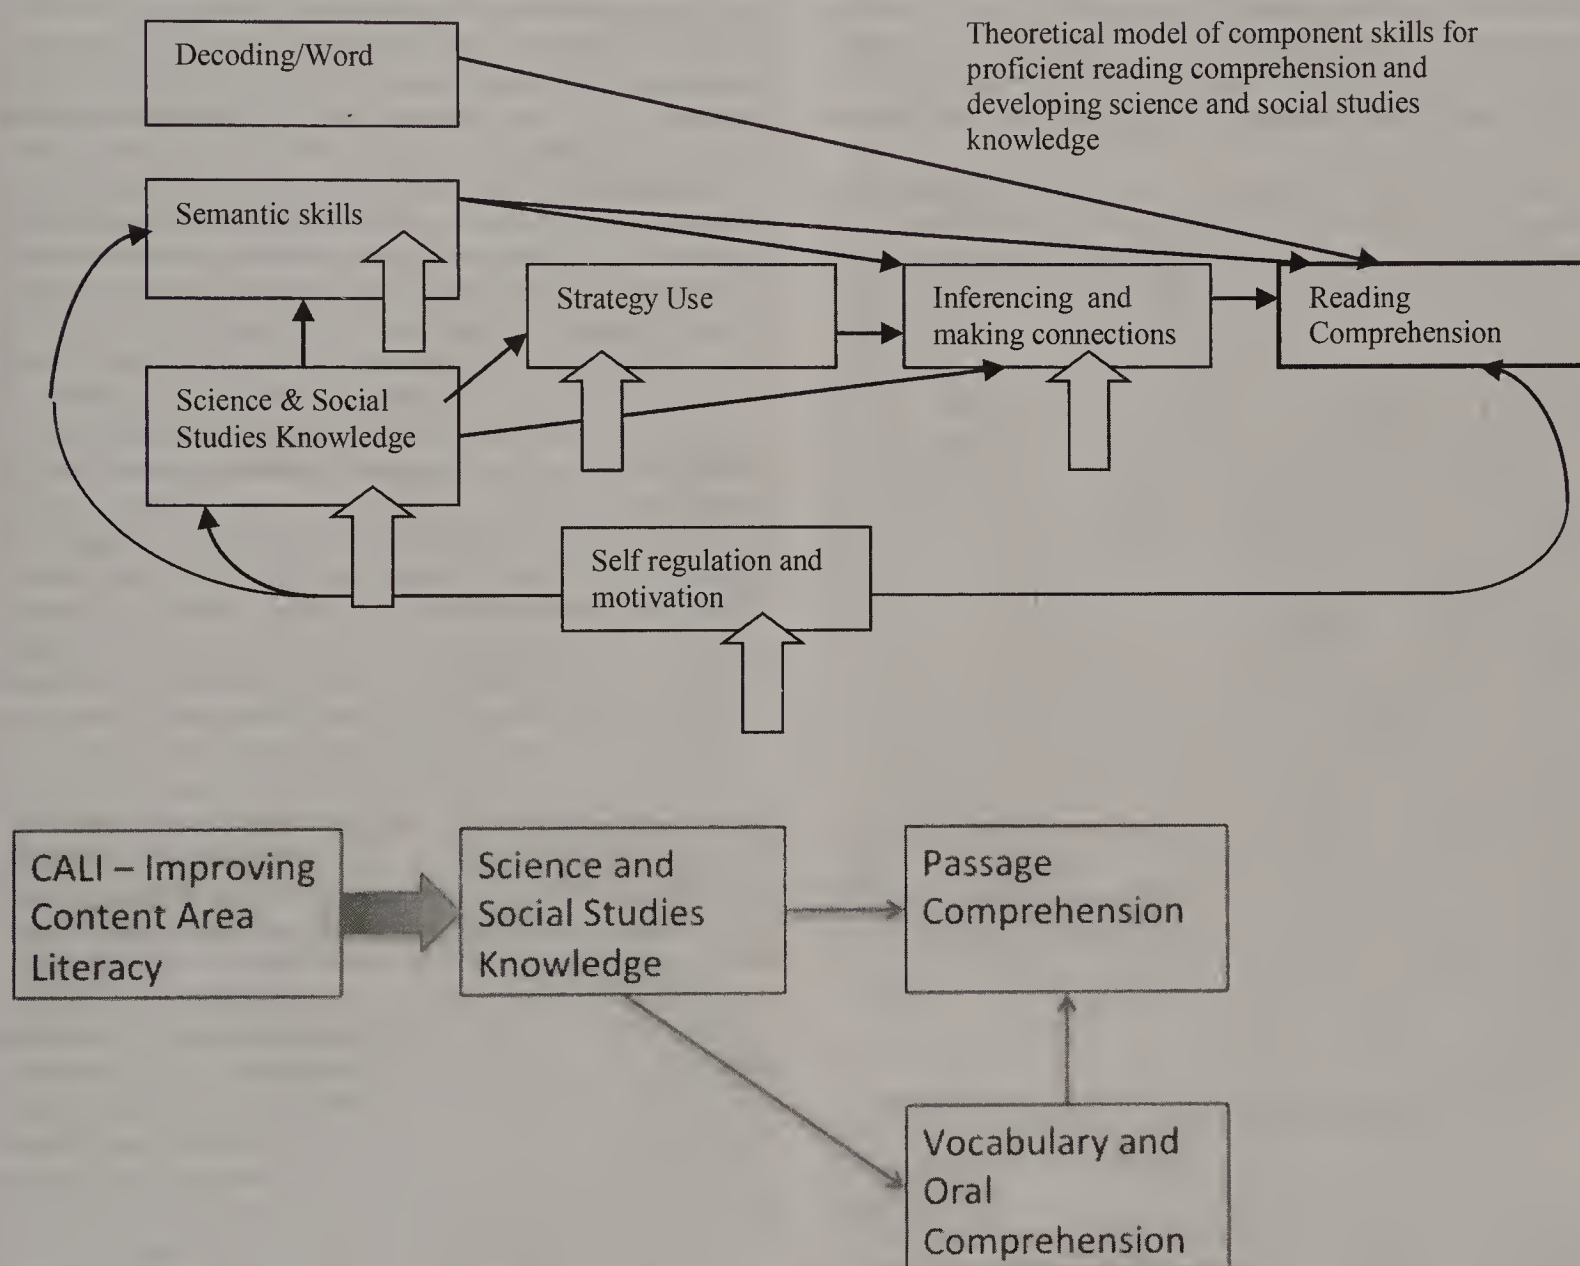 Decoding/Word
Theoretical model of component skills for
proficient reading comprehension and
developing science and social studies
knowledge
Semantic skills
Strategy Use
Inferencing and
making connections
Reading
Comprehension
Science & Social
Studies Knowledge
Self regulation and
motivation
CALI – Improving
Content Area
Literacy
Science and
Social Studies
Knowledge
Passage
Comprehension
Vocabulary and
Oral
Comprehension